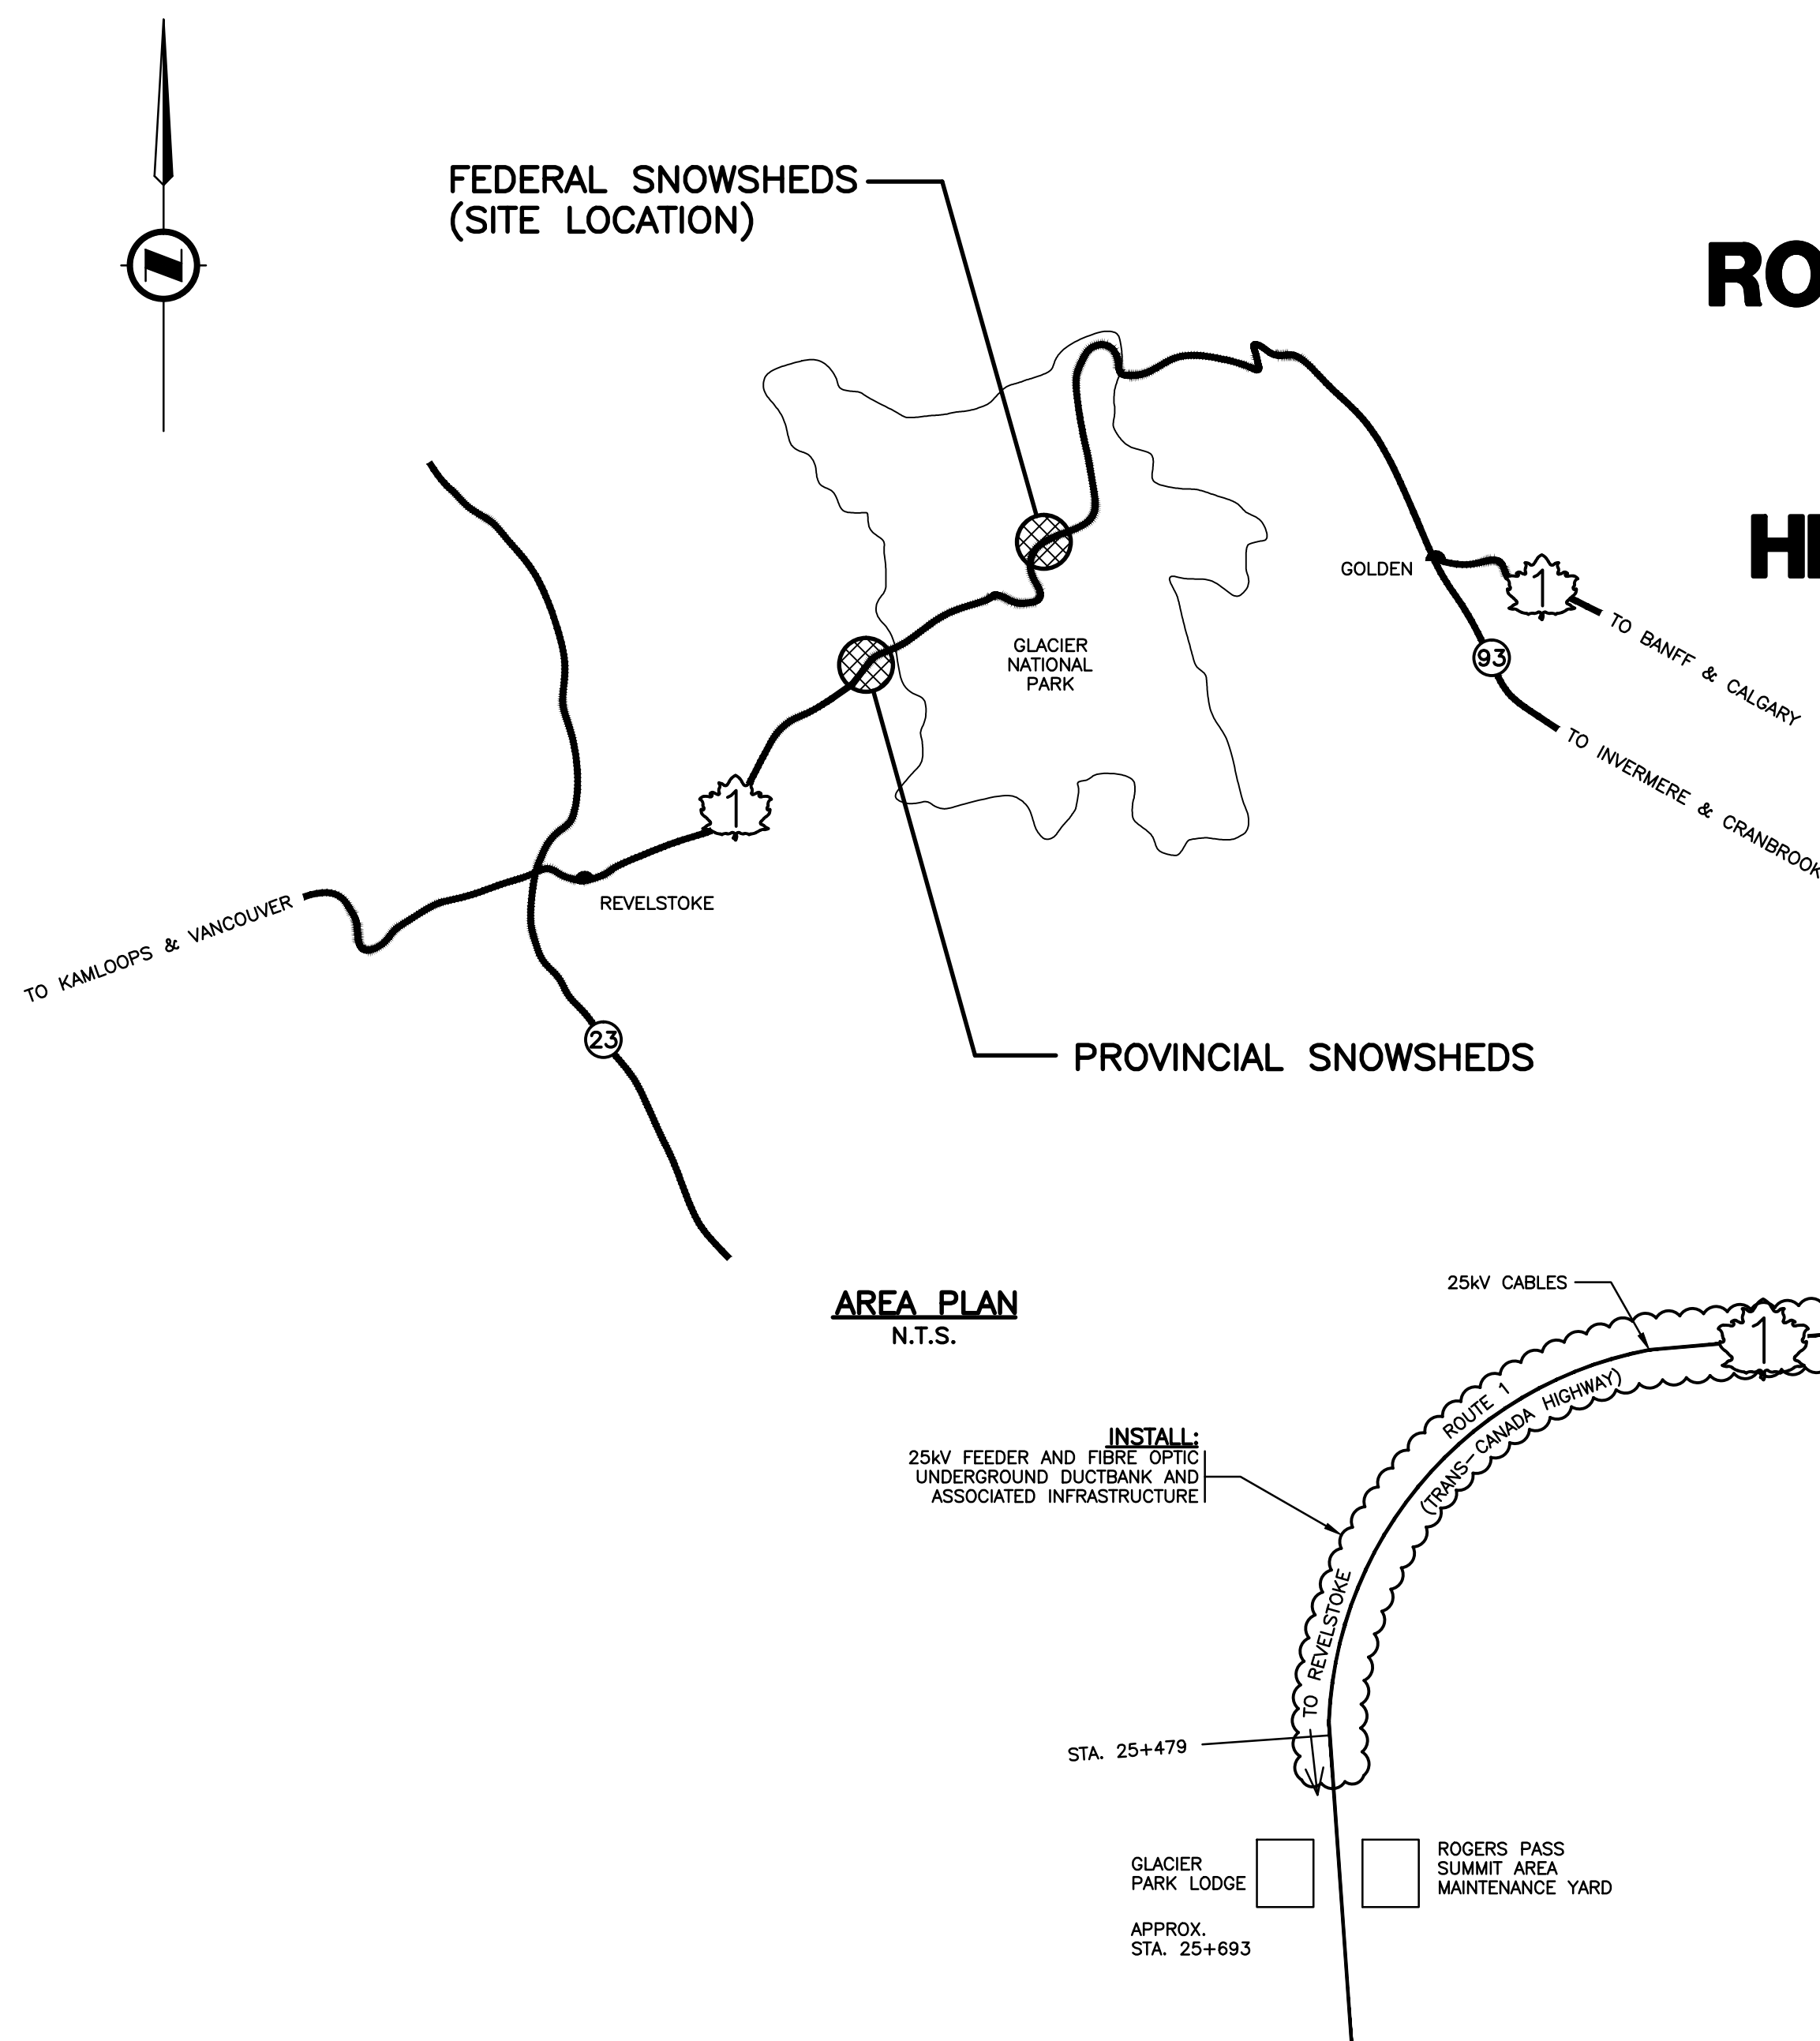 N
FEDERAL SNOWSHEDS
(SITE LOCATION)
RO
HI
GOLDEN
1
TO BANFF & CALGARY
93
TO INVERMERE & CRANBROOK
GLACIER
NATIONAL
PARK
1
REVELSTOKE
TO KAMLOOPS & VANCOUVER
23
PROVINCIAL SNOWSHEDS
AREA PLAN
N.T.S.
25kV CABLES
1
ROUTE 1
(TRANS-CANADA HIGHWAY)
INSTALL:
25kV FEEDER AND FIBRE OPTIC
UNDERGROUND DUCTBANK AND
ASSOCIATED INFRASTRUCTURE
TO REVELSTOKE
STA. 25+479
GLACIER
PARK LODGE
APPROX.
STA. 25+693
ROGERS PASS
SUMMIT AREA
MAINTENANCE YARD